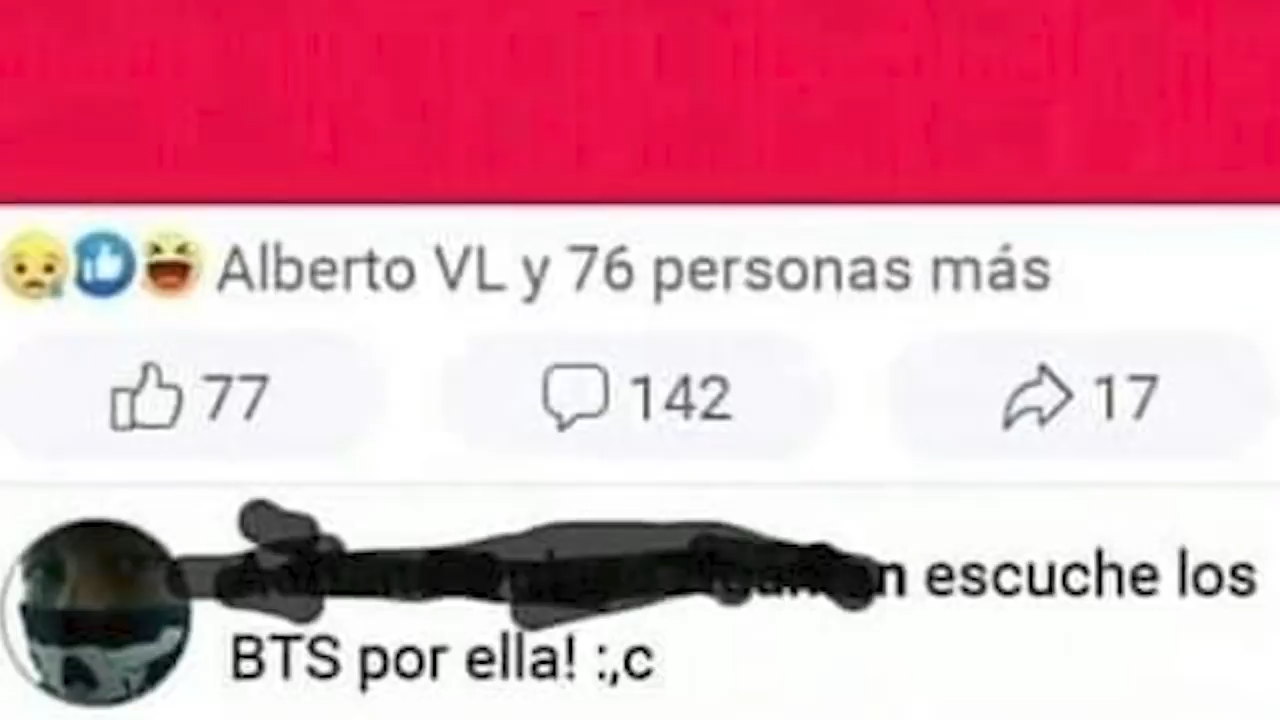 Alberto VL y 76 personas más
77 142 17
escuche los
BTS por ella! :,c